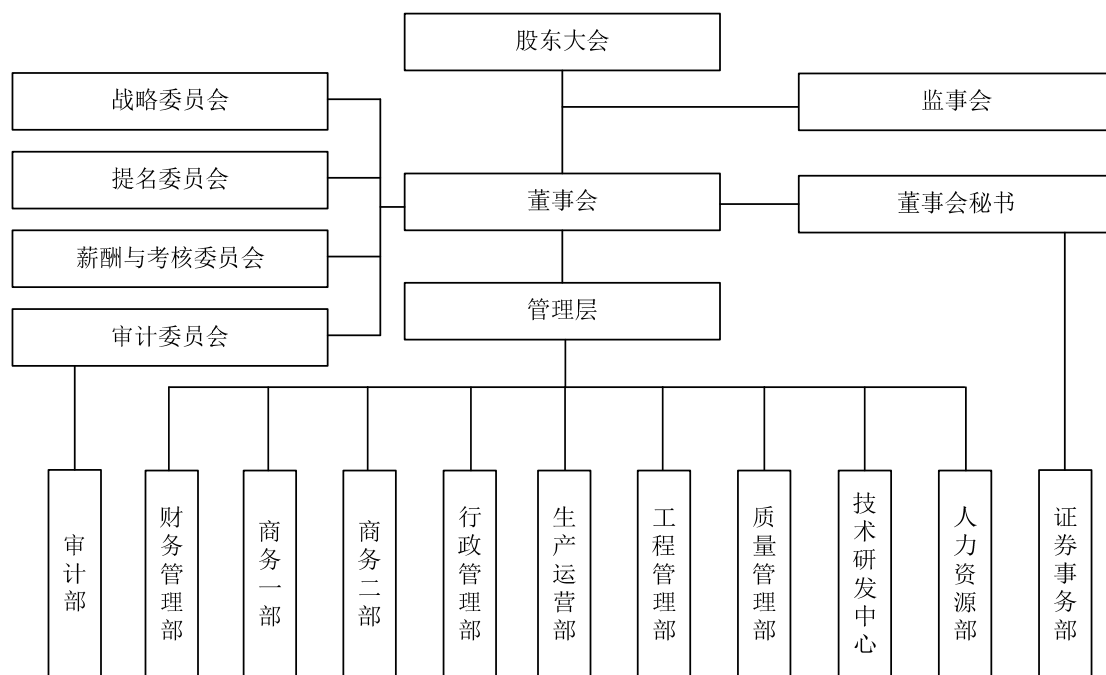 股东大会
战略委员会
监事会
提名委员会
董事会
董事会秘书
薪酬与考核委员会
管理层
审计委员会
审计部
财务管理部
商务一部
商务二部
行政管理部
生产运营部
工程管理部
质量管理部
技术研发中心
人力资源部
证券事务部